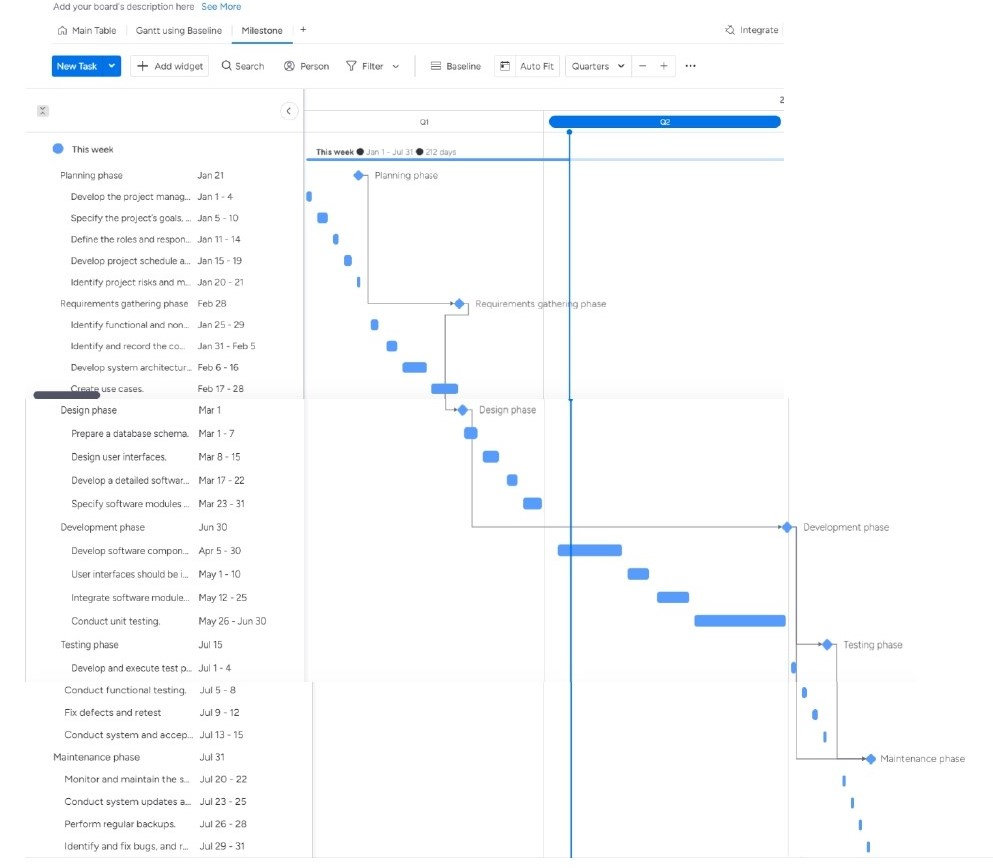 Add your board's description here See More
Main Table Gantt using Baseline Milestone + Integrate
New Task + Add widget Search Person Filter Baseline Auto Fit Quarters − + ...
2
Q1 Q2
This week
This week Jan 1 - Jul 31 212 days
Planning phase Jan 21 Planning phase
Develop the project manag... Jan 1 - 4
Specify the project's goals, ... Jan 5 - 10
Define the roles and respon... Jan 11 - 14
Develop project schedule a... Jan 15 - 19
Identify project risks and m... Jan 20 - 21
Requirements gathering phase Feb 28 Requirements gathering phase
Identify functional and non... Jan 25 - 29
Identify and record the co... Jan 31 - Feb 5
Develop system architectur... Feb 6 - 16
Create use cases. Feb 17 - 28
Design phase Mar 1 Design phase
Prepare a database schema. Mar 1 - 7
Design user interfaces. Mar 8 - 15
Develop a detailed softwar... Mar 17 - 22
Specify software modules ... Mar 23 - 31
Development phase Jun 30 Development phase
Develop software compon... Apr 5 - 30
User interfaces should be i... May 1 - 10
Integrate software module... May 12 - 25
Conduct unit testing. May 26 - Jun 30
Testing phase Jul 15 Testing phase
Develop and execute test p... Jul 1 - 4
Conduct functional testing. Jul 5 - 8
Fix defects and retest Jul 9 - 12
Conduct system and accep... Jul 13 - 15
Maintenance phase Jul 31 Maintenance phase
Monitor and maintain the s... Jul 20 - 22
Conduct system updates a... Jul 23 - 25
Perform regular backups. Jul 26 - 28
Identify and fix bugs, and r... Jul 29 - 31